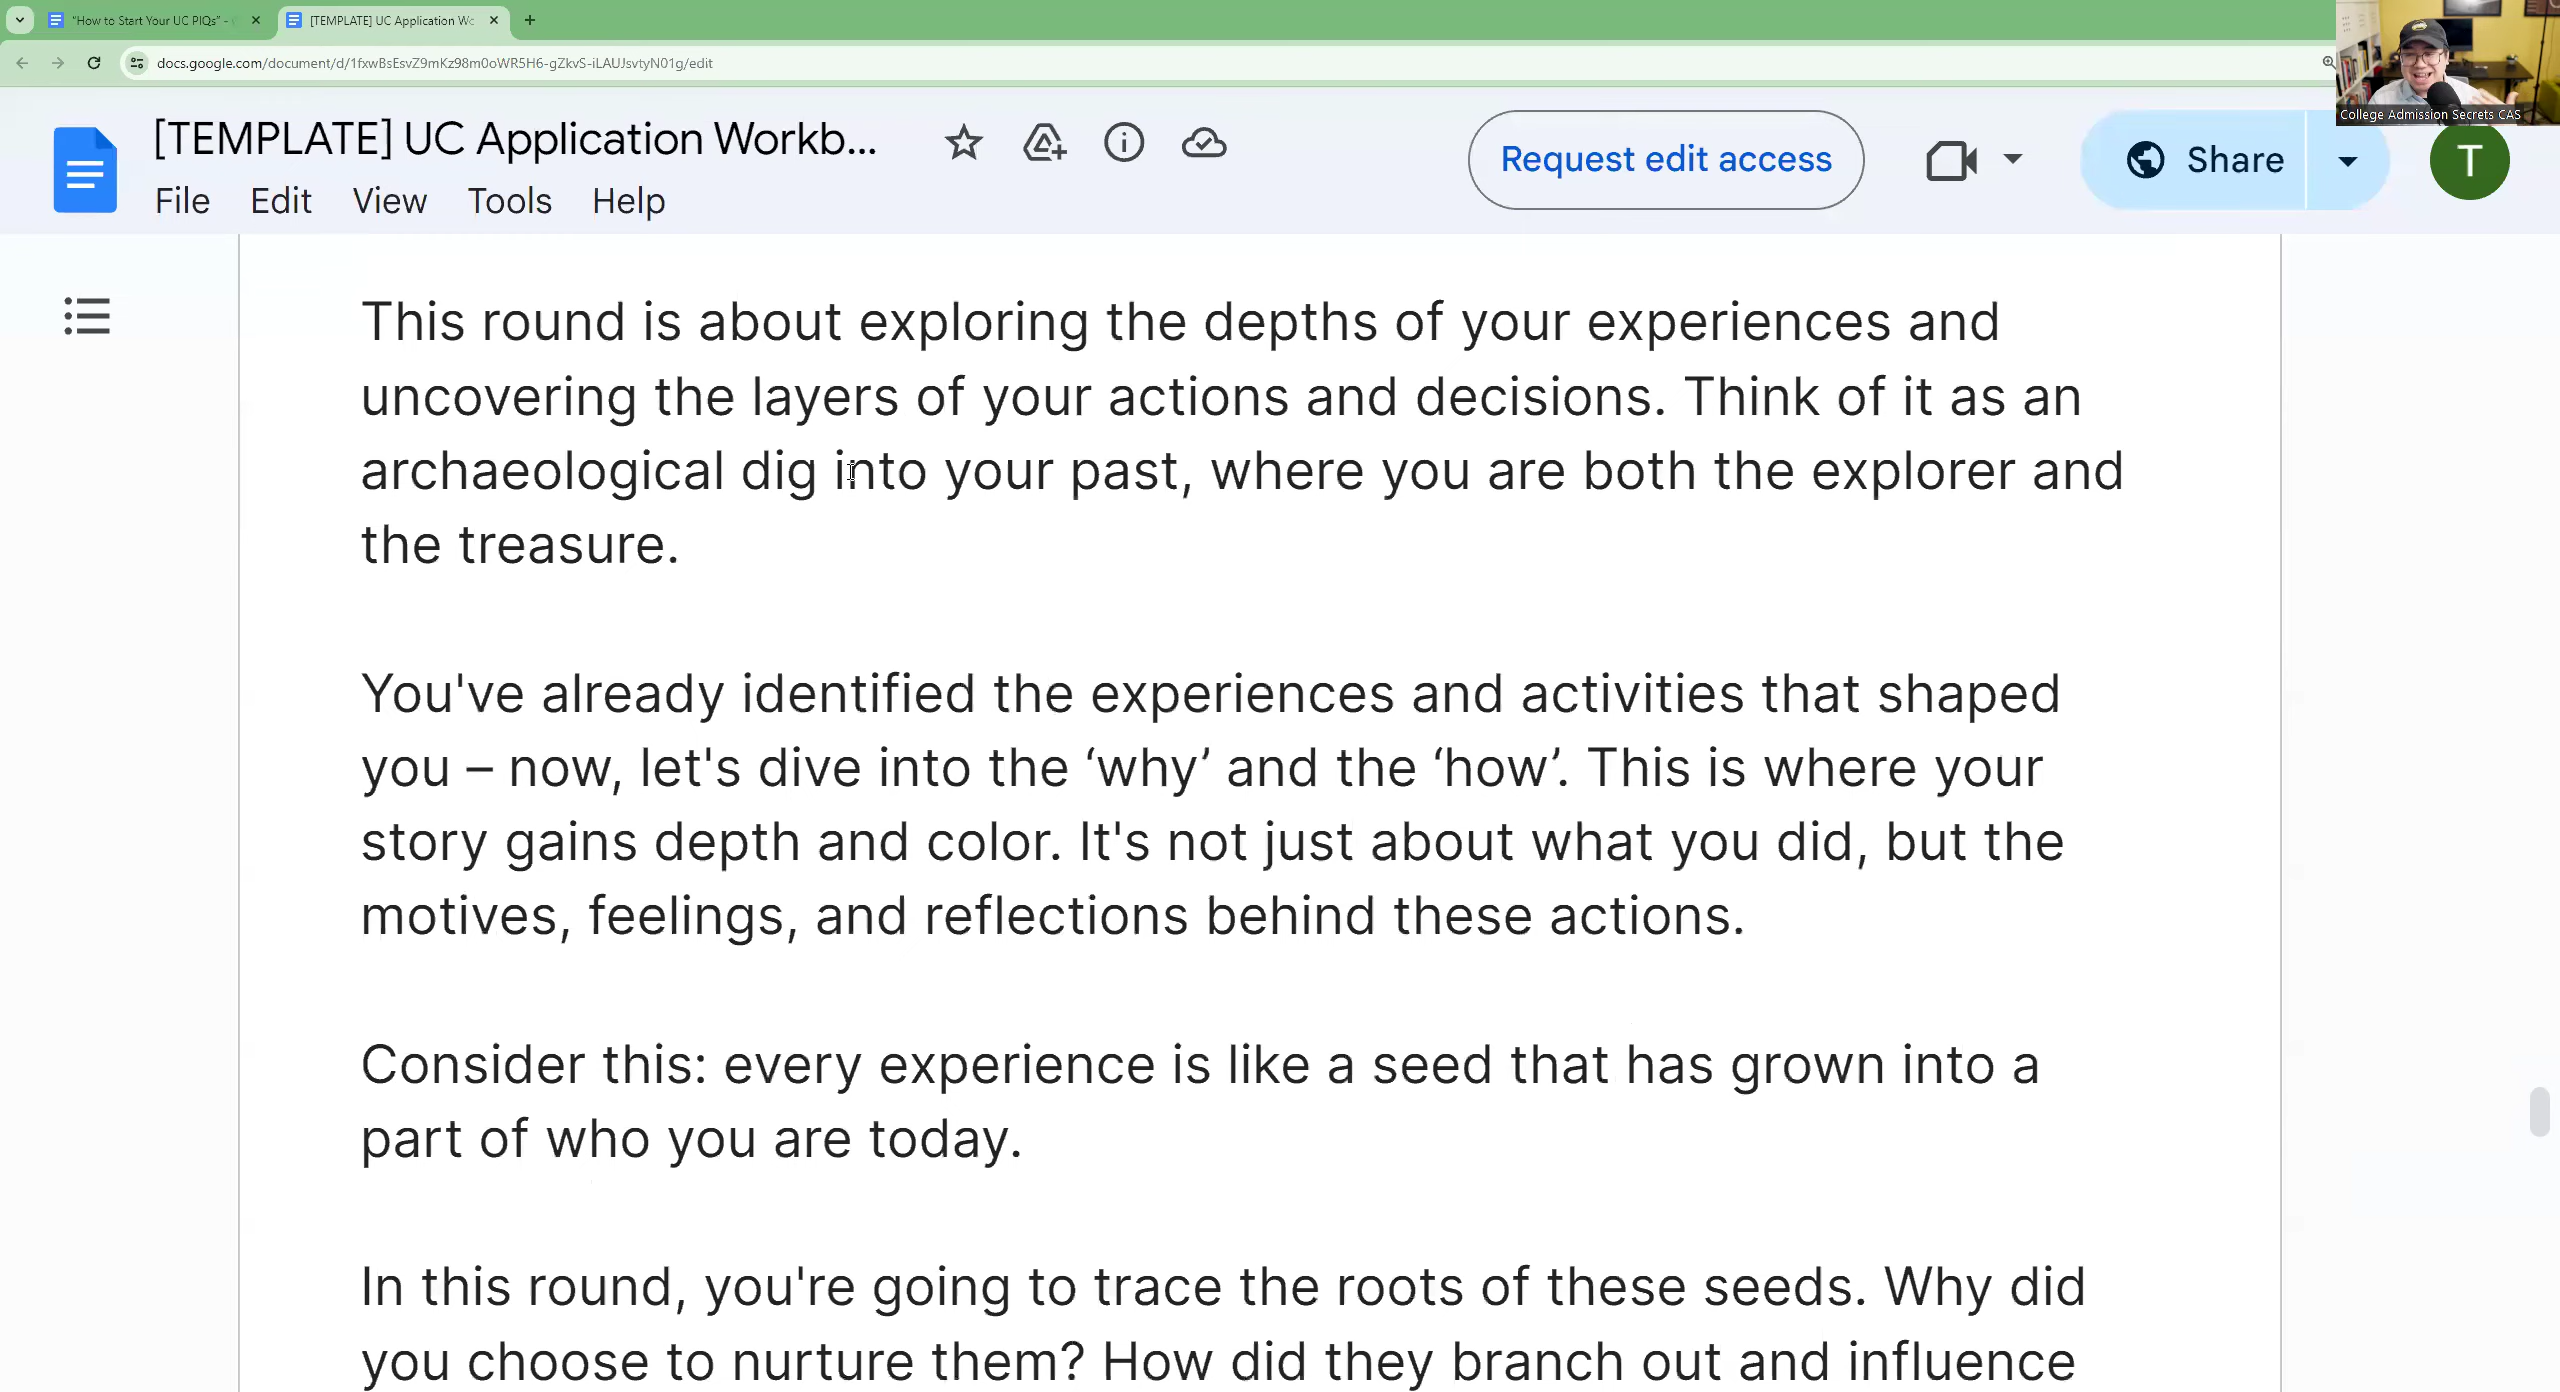 "How to Start Your UC PIQs" -
[TEMPLATE] UC Application Wo
docs.google.com/document/d/1fxwBsEsvZ9mKz98m0oWR5H6-gZkvS-iLAUJsvtyN01g/edit
College Admission Secrets CAS
[TEMPLATE] UC Application Workb...
Request edit access
Share
T
File Edit View Tools Help
This round is about exploring the depths of your experiences and
uncovering the layers of your actions and decisions. Think of it as an
archaeological dig into your past, where you are both the explorer and
the treasure.
You've already identified the experiences and activities that shaped
you – now, let's dive into the ‘why’ and the ‘how’. This is where your
story gains depth and color. It's not just about what you did, but the
motives, feelings, and reflections behind these actions.
Consider this: every experience is like a seed that has grown into a
part of who you are today.
In this round, you're going to trace the roots of these seeds. Why did
you choose to nurture them? How did they branch out and influence